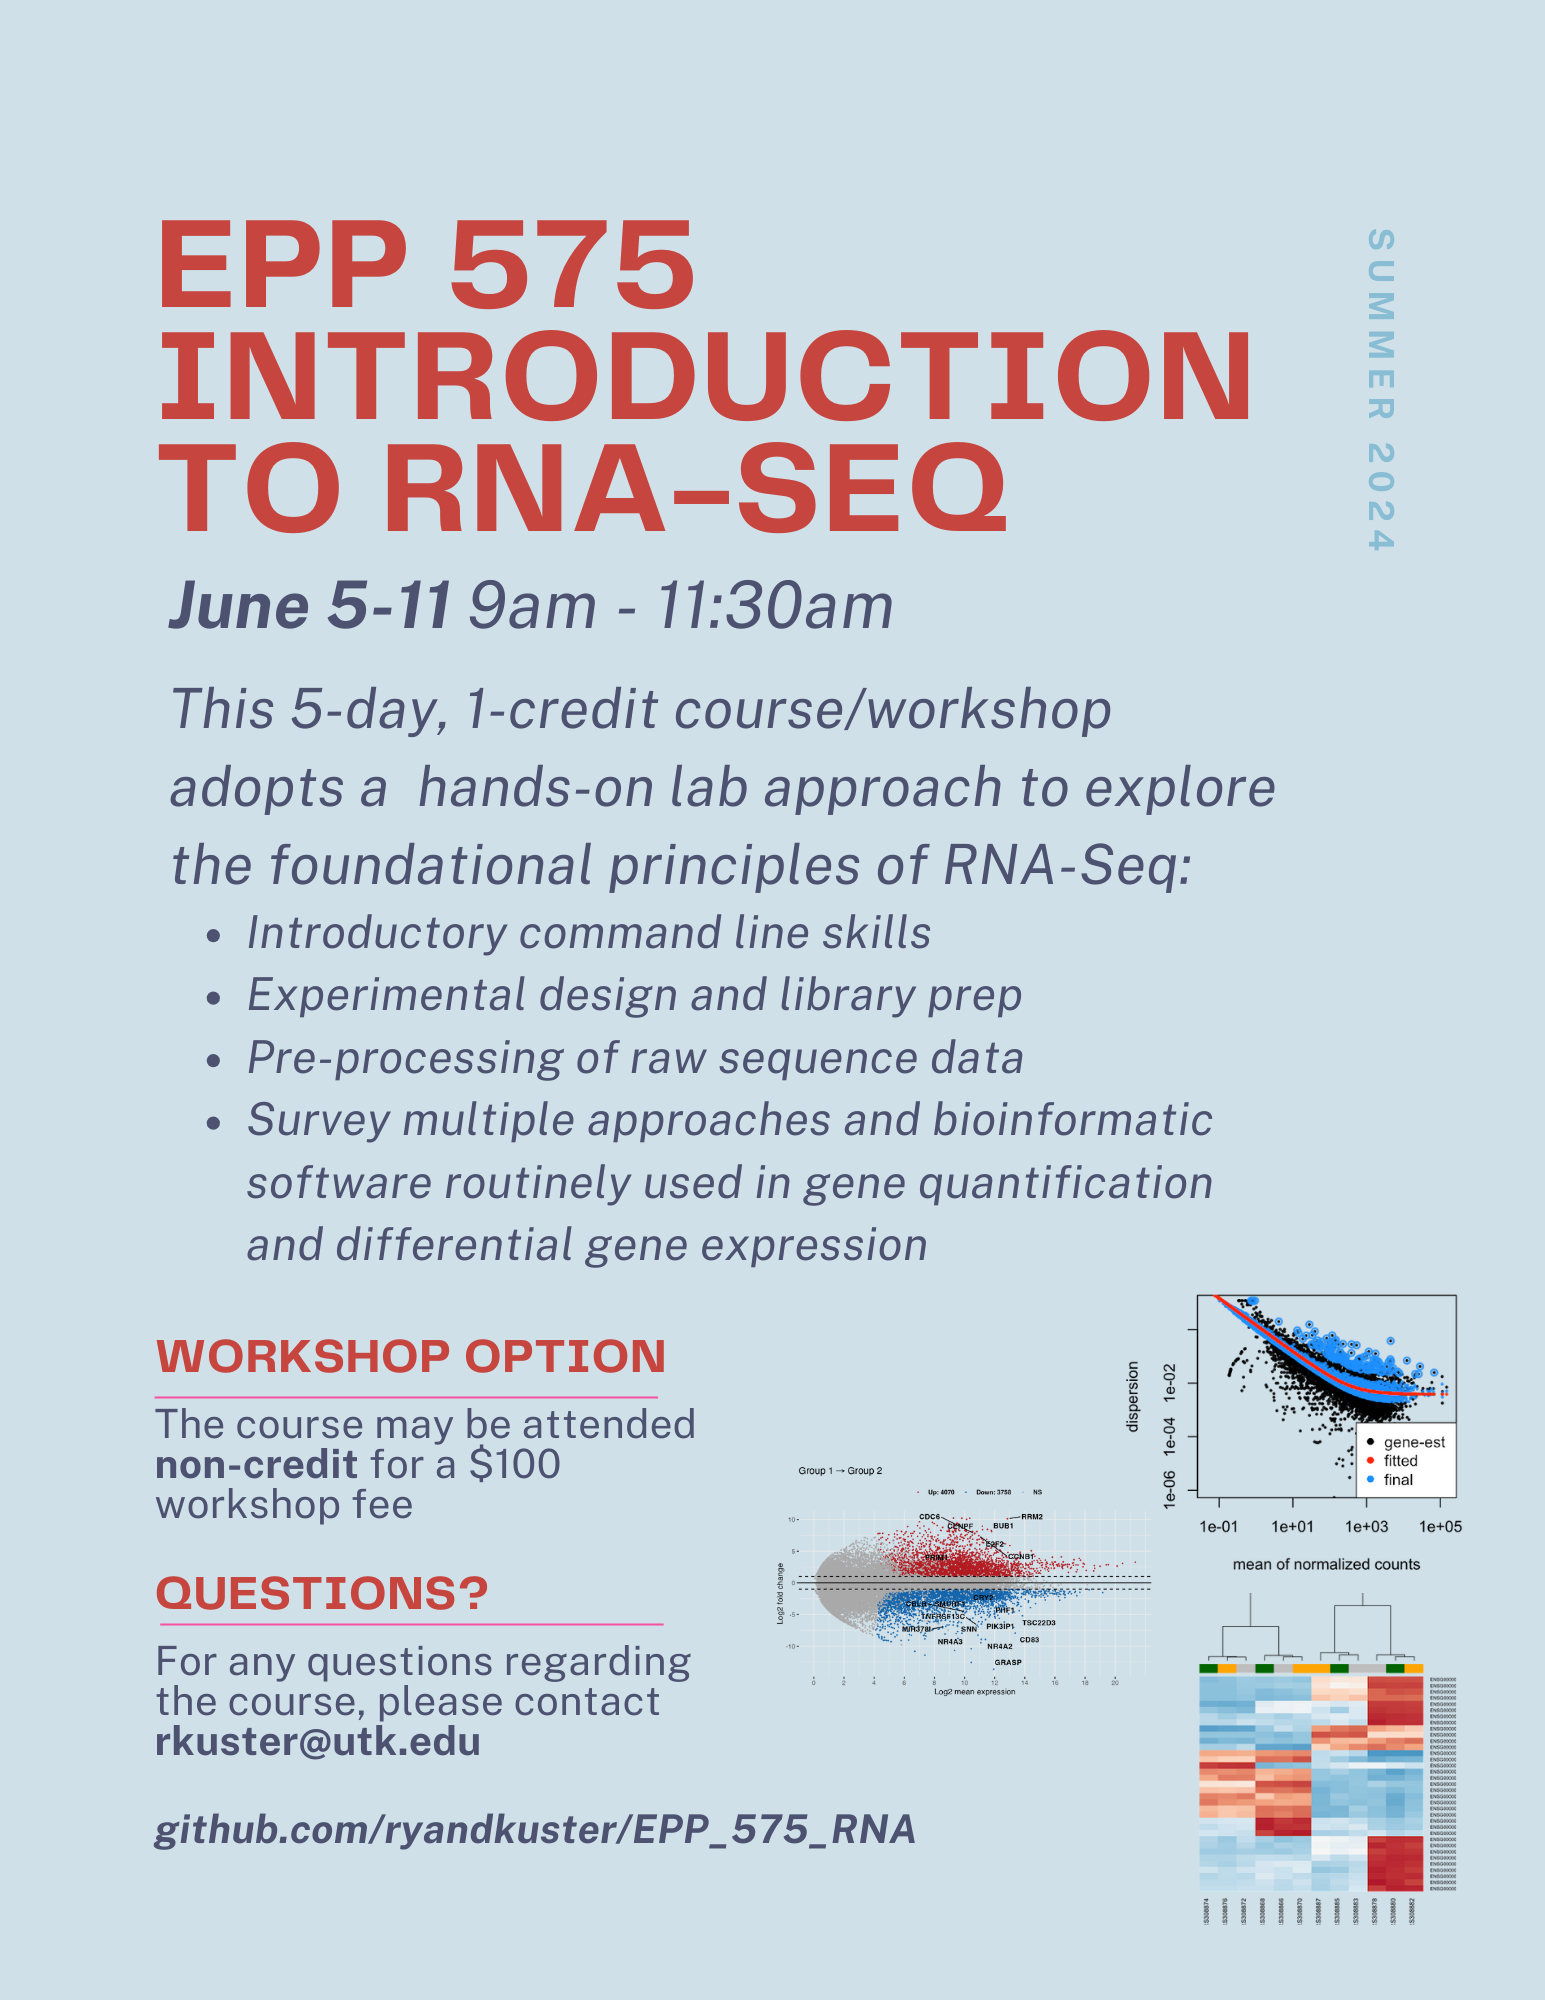 EPP 575
INTRODUCTION
TO RNA-SEQ
SUMMER 2024
June 5-11 9am - 11:30am
This 5-day, 1-credit course/workshop
adopts a hands-on lab approach to explore
the foundational principles of RNA-Seq:
• Introductory command line skills
• Experimental design and library prep
• Pre-processing of raw sequence data
• Survey multiple approaches and bioinformatic
software routinely used in gene quantification
and differential gene expression
WORKSHOP OPTION
The course may be attended
non-credit for a $100
workshop fee
QUESTIONS?
For any questions regarding
the course, please contact
rkuster@utk.edu
github.com/ryandkuster/EPP_575_RNA
Group 1 → Group 2
Up: 4070 Down: 3758 NS
CDC6
CENPF
BUB1
RRM2
E2F2
CCNB1
PRIM1
CRY2
PHF1
TNFRSF13C
SNN
PIK3IP1
TSC22D3
NR4A3
NR4A2
CD83
GRASP
Log2 fold change
10
5
0
-5
-10
0 2 4 6 8 10 12 14 16 18 20
Log2 mean expression
dispersion
1e-02
1e-04
1e-06
gene-est
fitted
final
1e-01 1e+01 1e+03 1e+05
mean of normalized counts